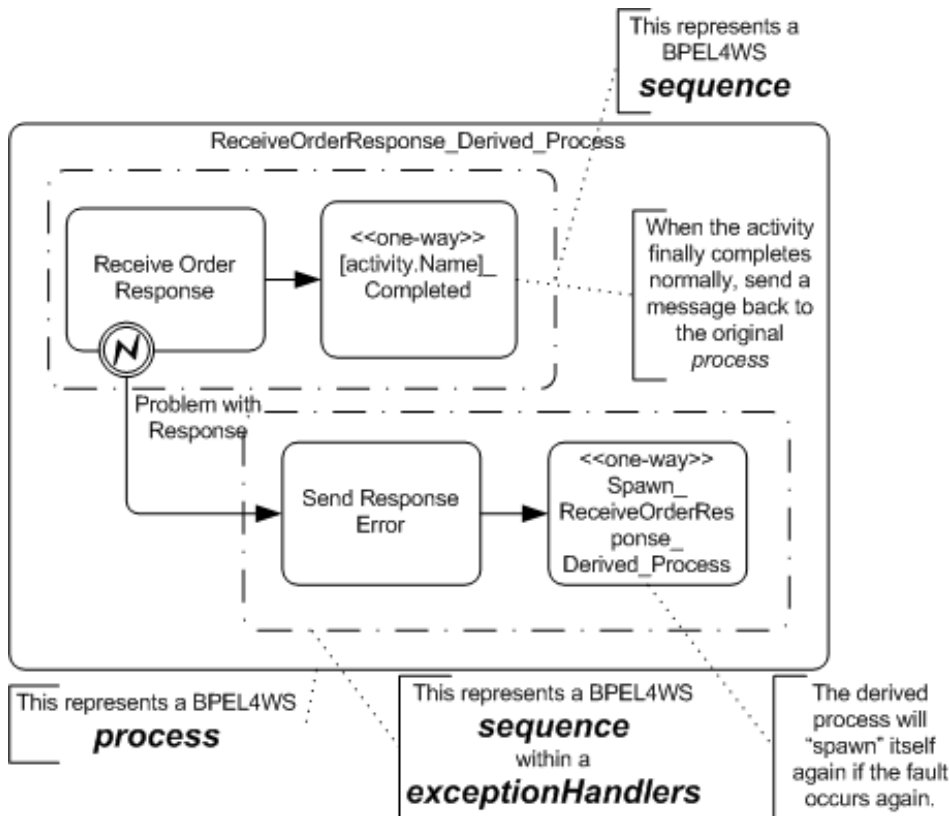 This represents a
BPEL4WS
sequence
ReceiveOrderResponse_Derived_Process
Receive Order
Response
<<one-way>>
[activity.Name]_
Completed
When the activity
finally completes
normally, send a
message back to
the original
process
Problem with
Response
Send Response
Error
<<one-way>>
Spawn_
ReceiveOrderRes
ponse_
Derived_Process
This represents a BPEL4WS
process
This represents a BPEL4WS
sequence
within a
exceptionHandlers
The derived
process will
“spawn” itself
again if the fault
occurs again.